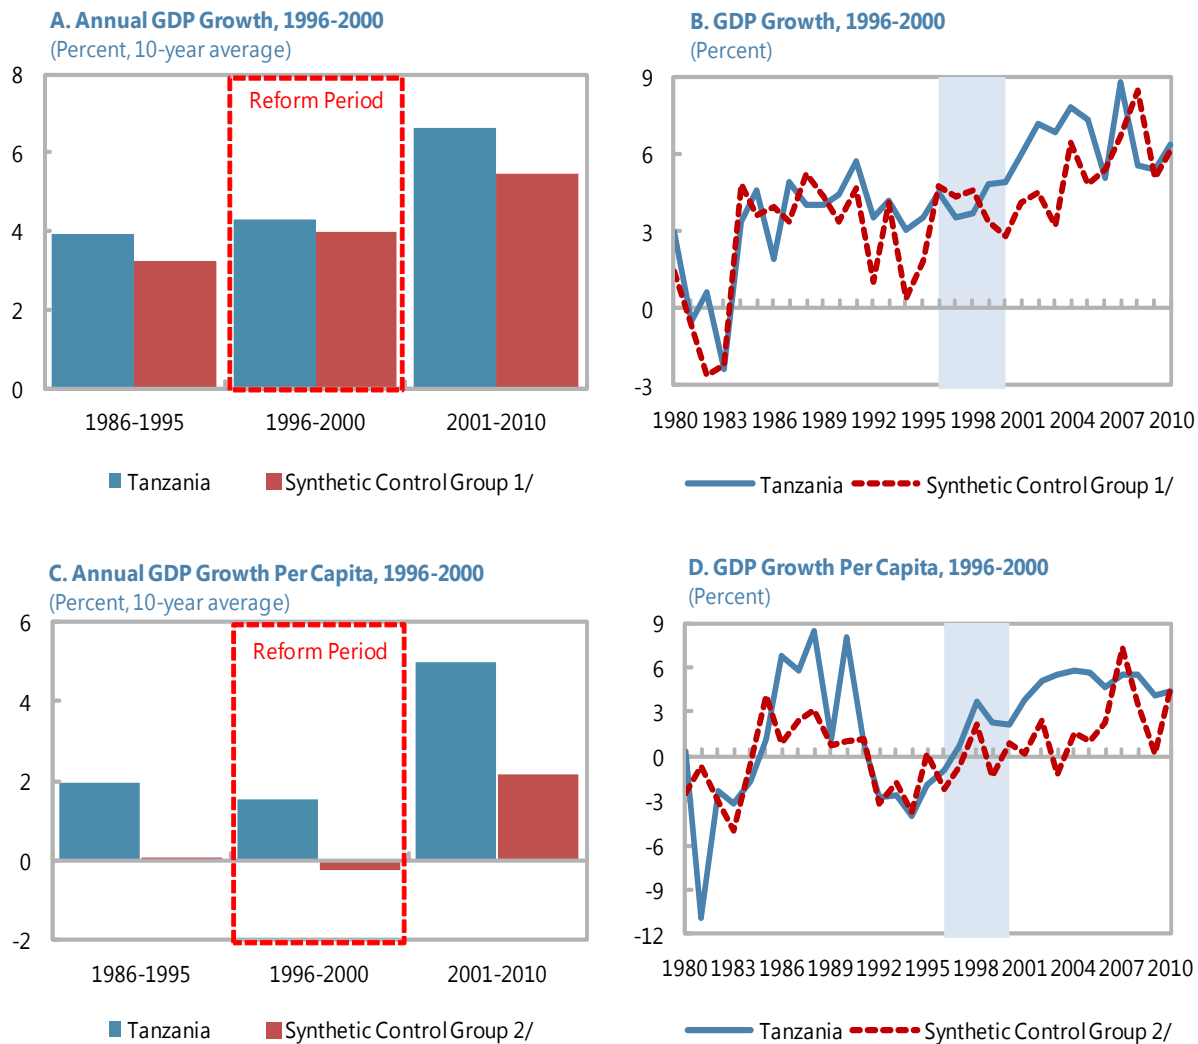 A. Annual GDP Growth, 1996-2000
(Percent, 10-year average)
8
6
4
2
0
Reform Period
1986-1995 1996-2000 2001-2010
Tanzania Synthetic Control Group 1/
B. GDP Growth, 1996-2000
(Percent)
9
6
3
0
-3
1980 1983 1986 1989 1992 1995 1998 2001 2004 2007 2010
Tanzania Synthetic Control Group 1/
C. Annual GDP Growth Per Capita, 1996-2000
(Percent, 10-year average)
6
4
2
0
-2
Reform Period
1986-1995 1996-2000 2001-2010
Tanzania Synthetic Control Group 2/
D. GDP Growth Per Capita, 1996-2000
(Percent)
9
6
3
0
-3
-6
-9
-12
1980 1983 1986 1989 1992 1995 1998 2001 2004 2007 2010
Tanzania Synthetic Control Group 2/